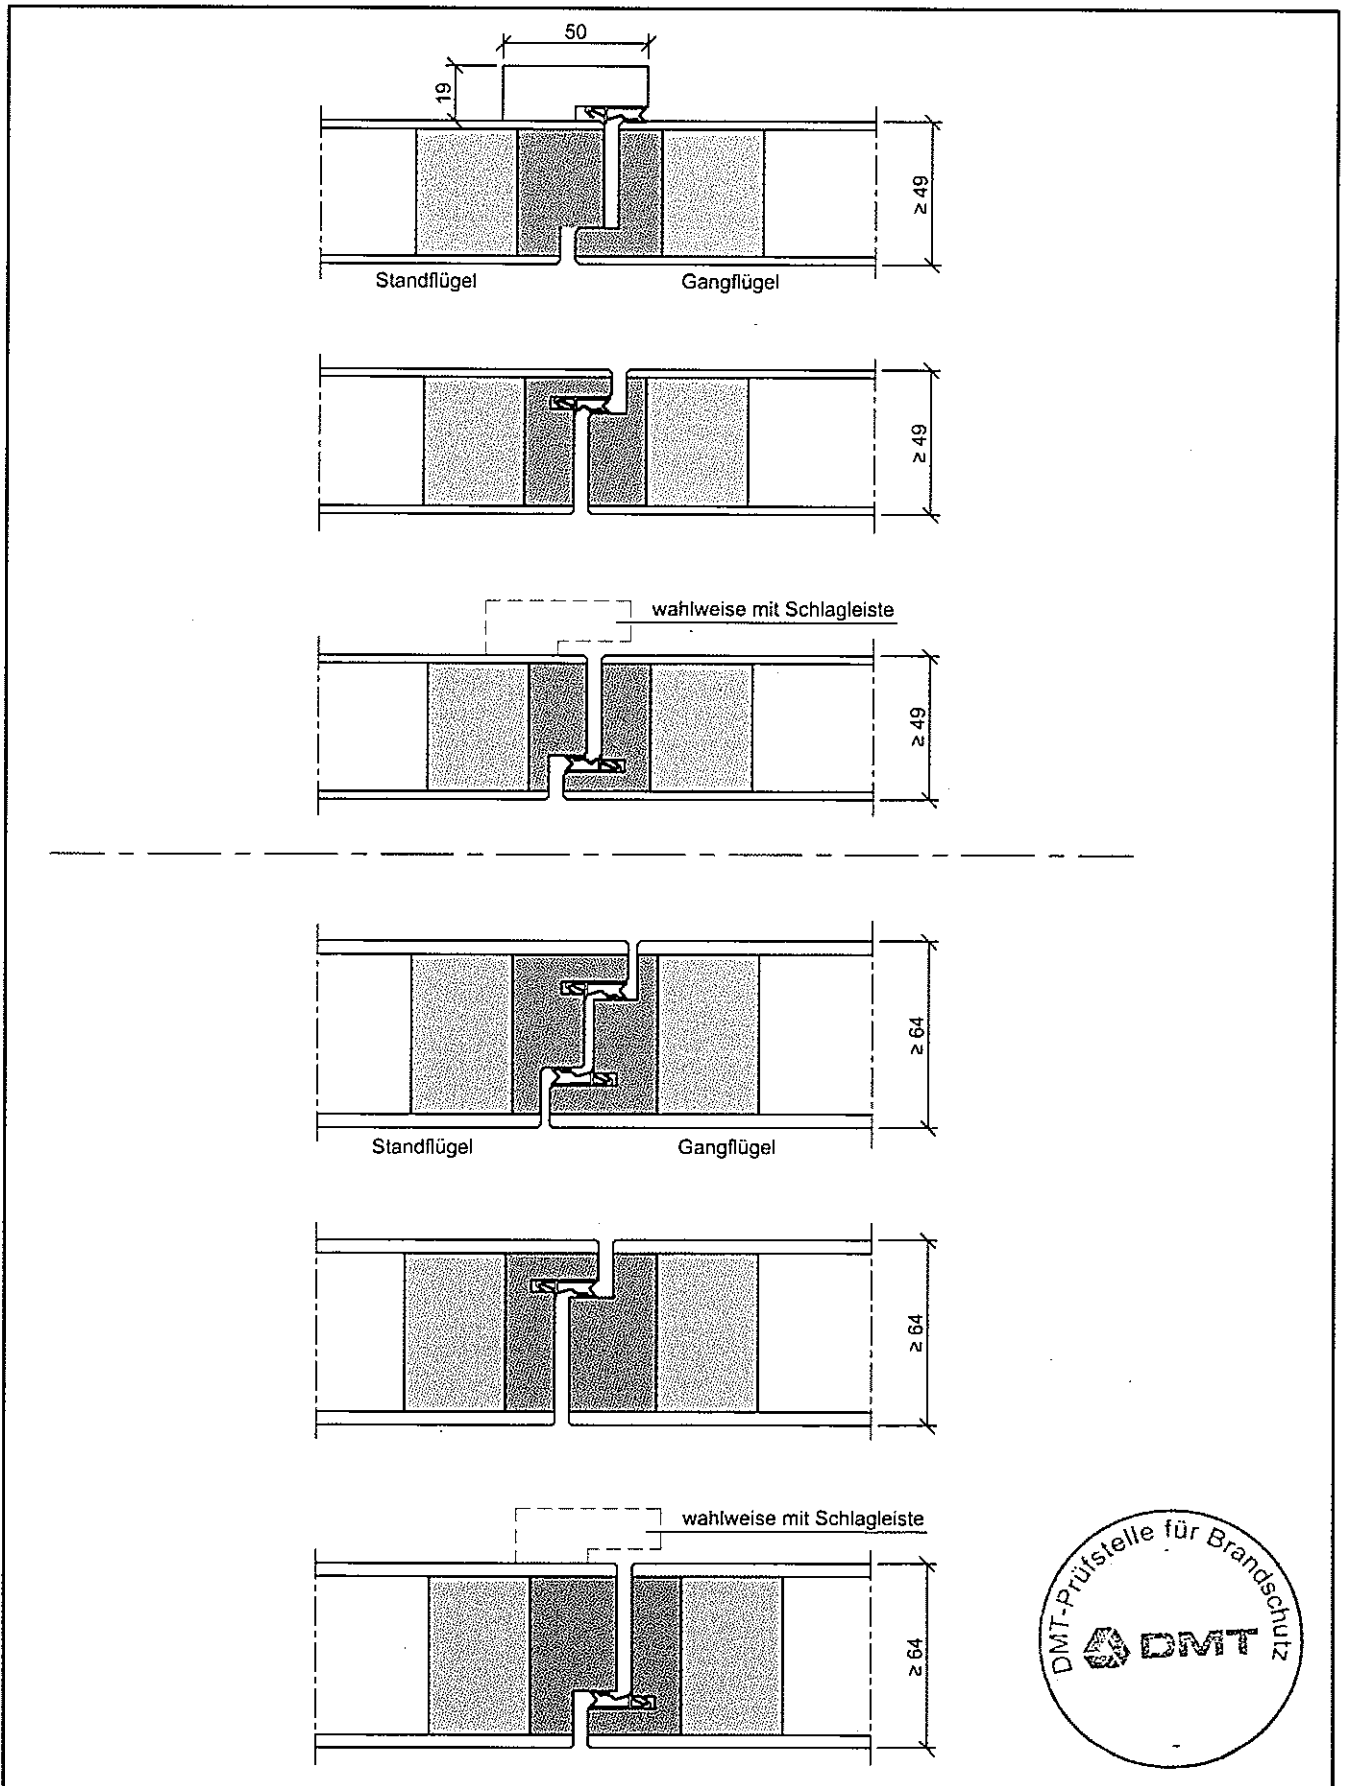 50
19
≥ 49
Standflügel
Gangflügel
≥ 49
wahlweise mit Schlagleiste
≥ 49
≥ 64
Standflügel
Gangflügel
≥ 64
wahlweise mit Schlagleiste
≥ 64
DMT-Prüfstelle für Brandschutz
DMT